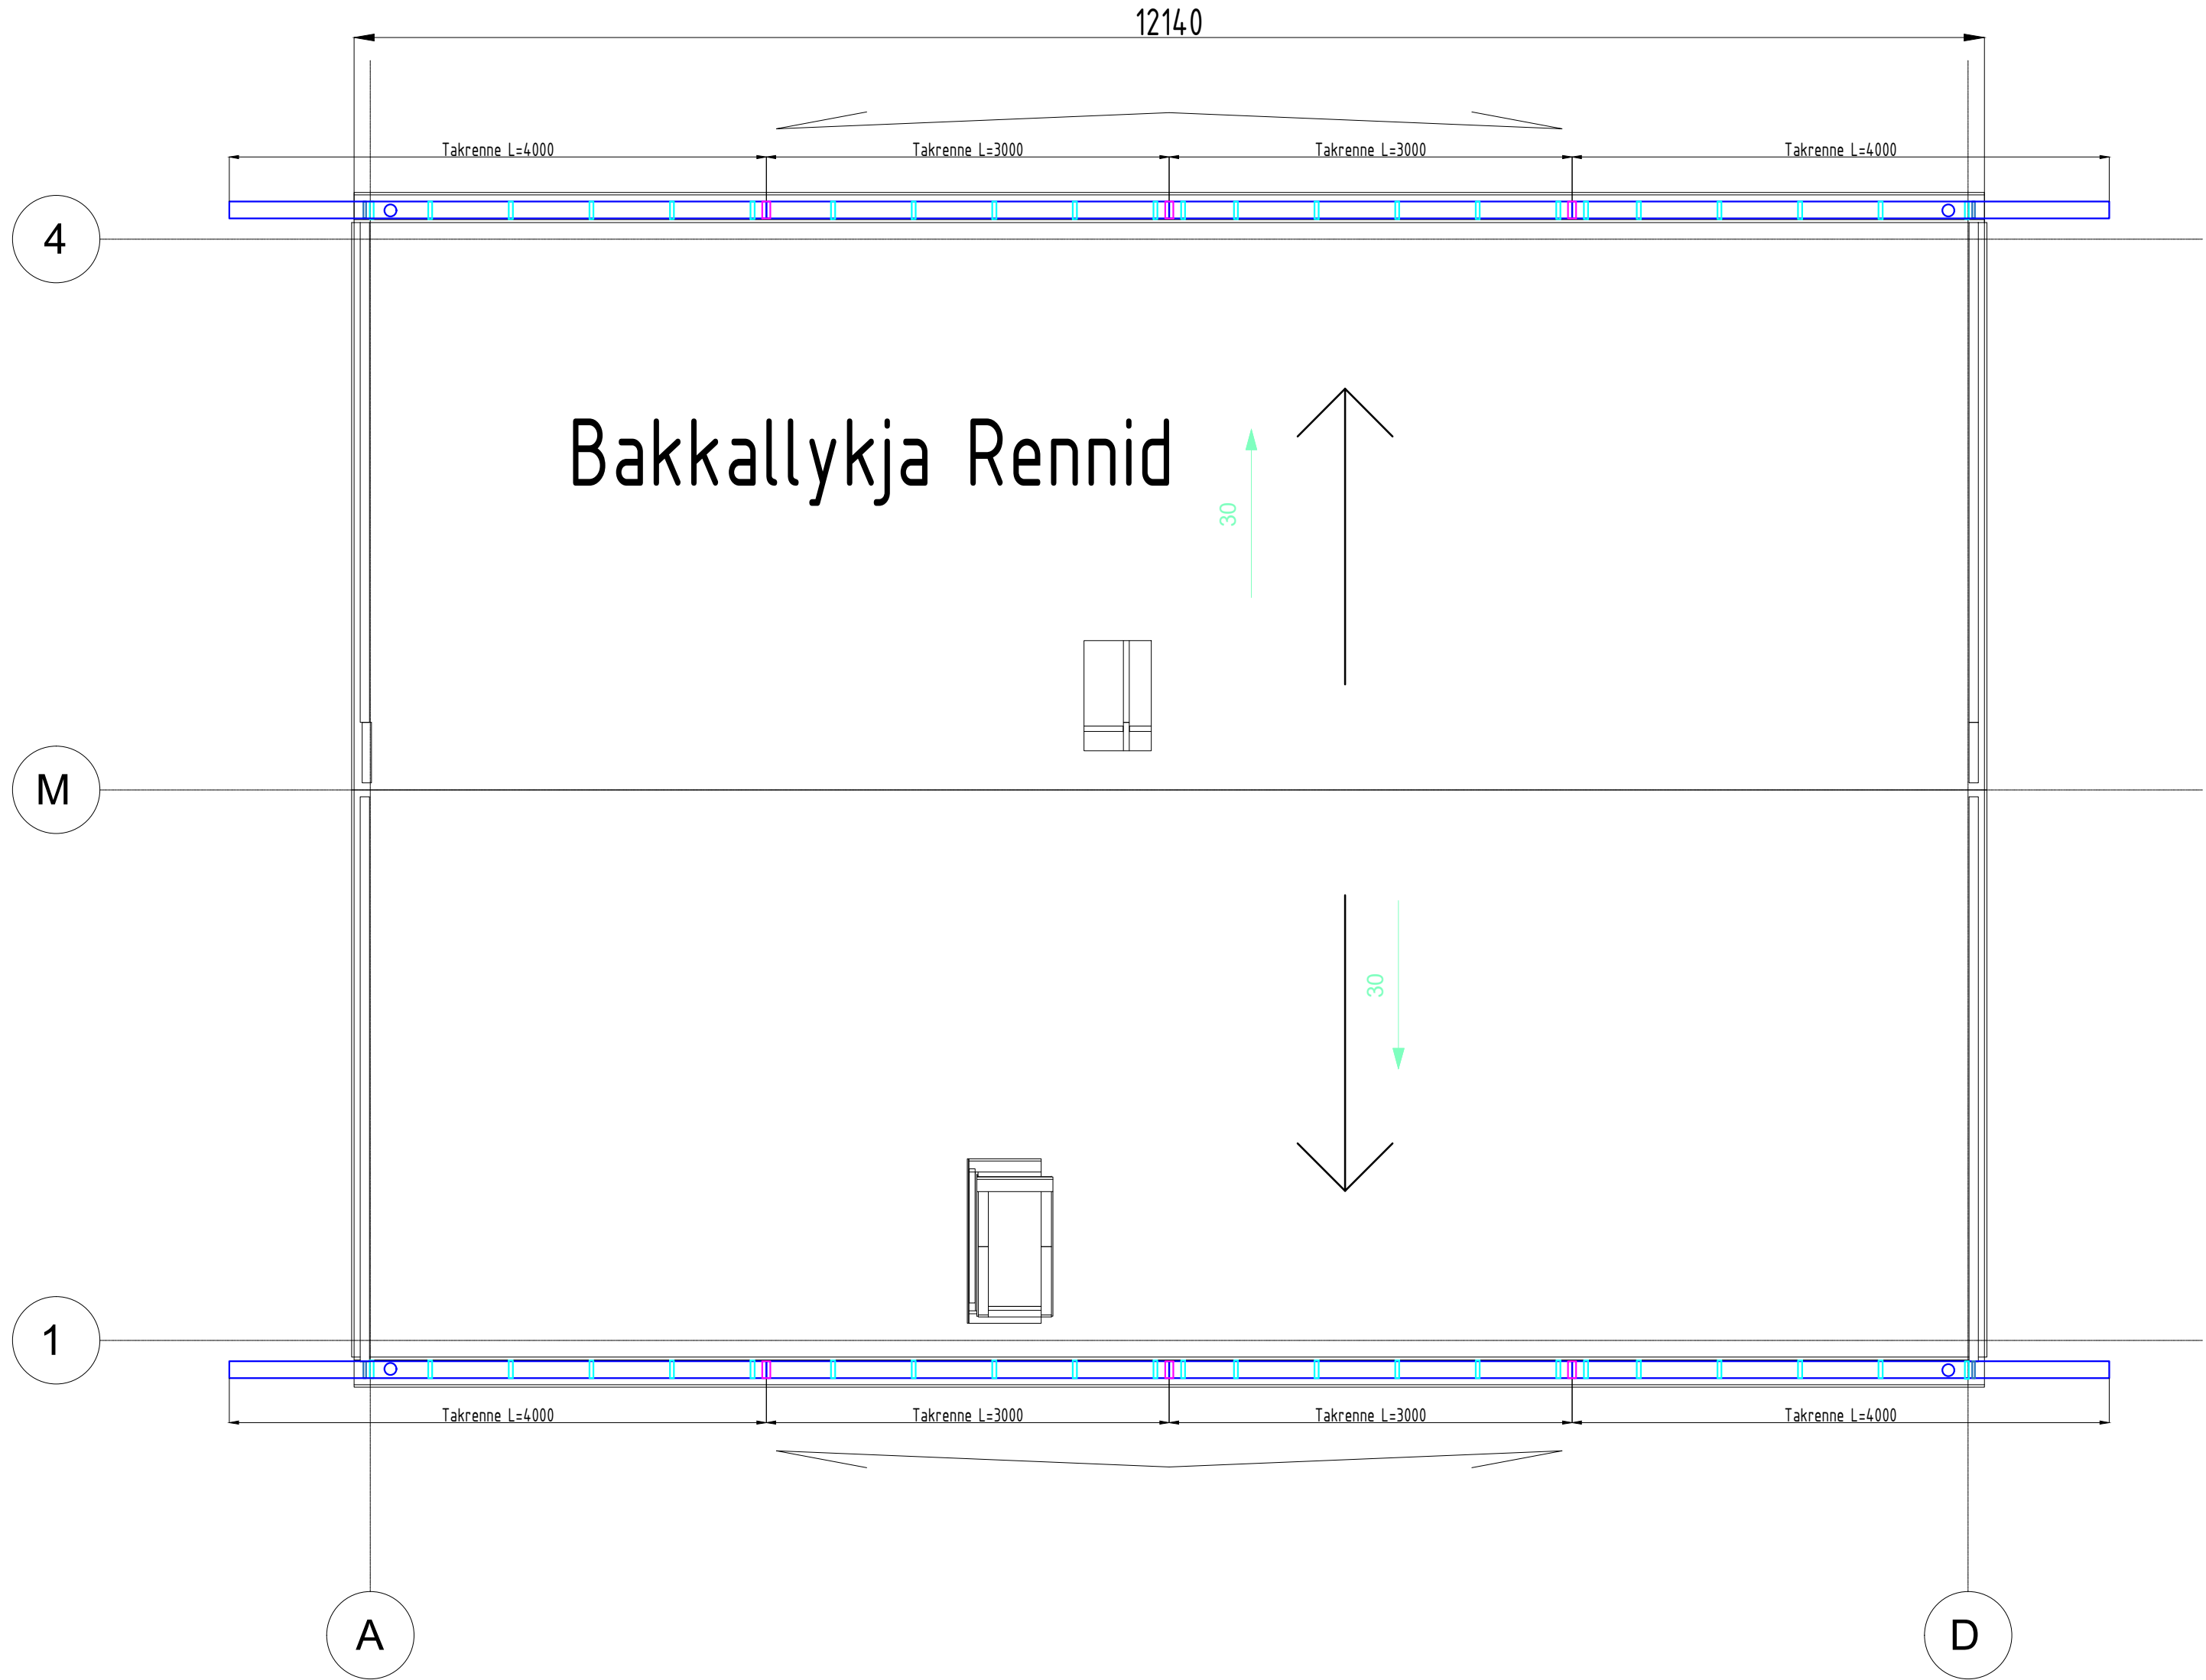 12140
Takrenne L=4000
Takrenne L=3000
Takrenne L=3000
Takrenne L=4000
4
Bakkallykja Rennid
30
M
30
1
Takrenne L=4000
Takrenne L=3000
Takrenne L=3000
Takrenne L=4000
A
D